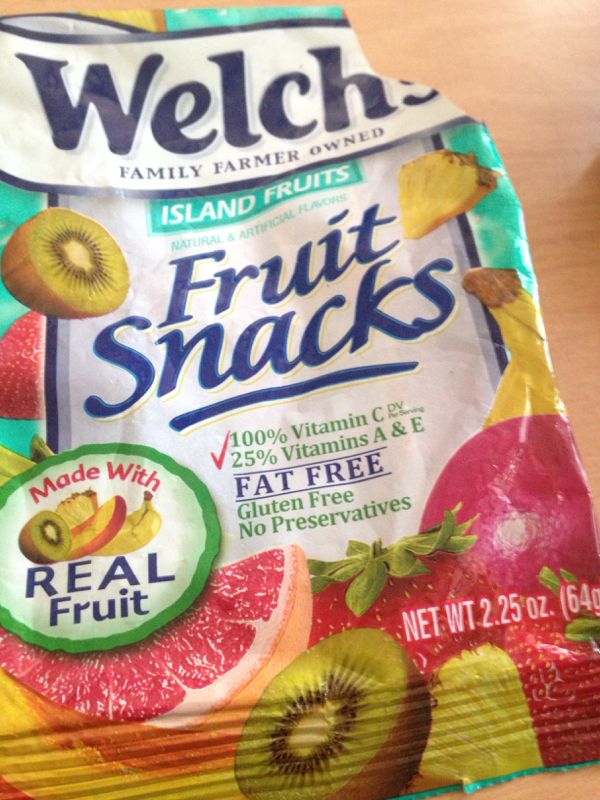 Welch's
FAMILY FARMER OWNED
ISLAND FRUITS
NATURAL & ARTIFICIAL FLAVORS
Fruit
Snacks
100% Vitamin C DV Per Serving
25% Vitamins A & E
FAT FREE
Gluten Free
No Preservatives
Made With
REAL
Fruit
NET WT 2.25 oz. (64g